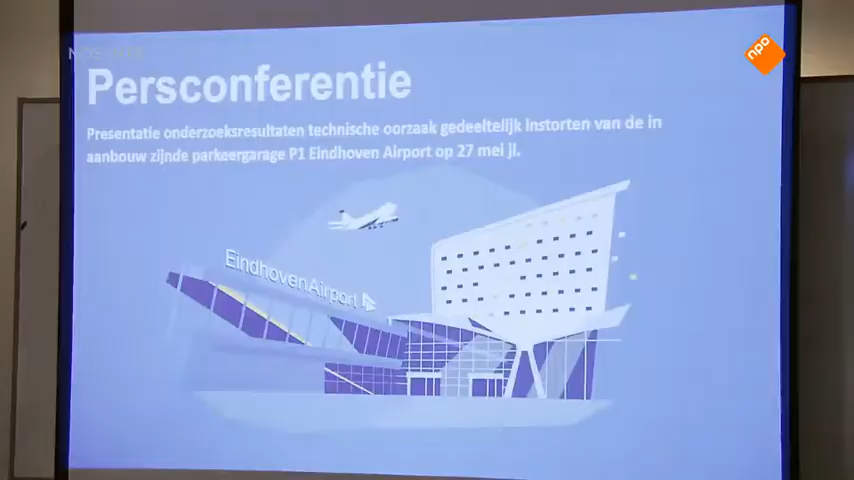 npo
Persconferentie
Presentatie onderzoeksresultaten technische oorzaak gedeeltelijk instorten van de in
aanbouw zijnde parkeergarage P1 Eindhoven Airport op 27 mei jl.
EindhovenAirport